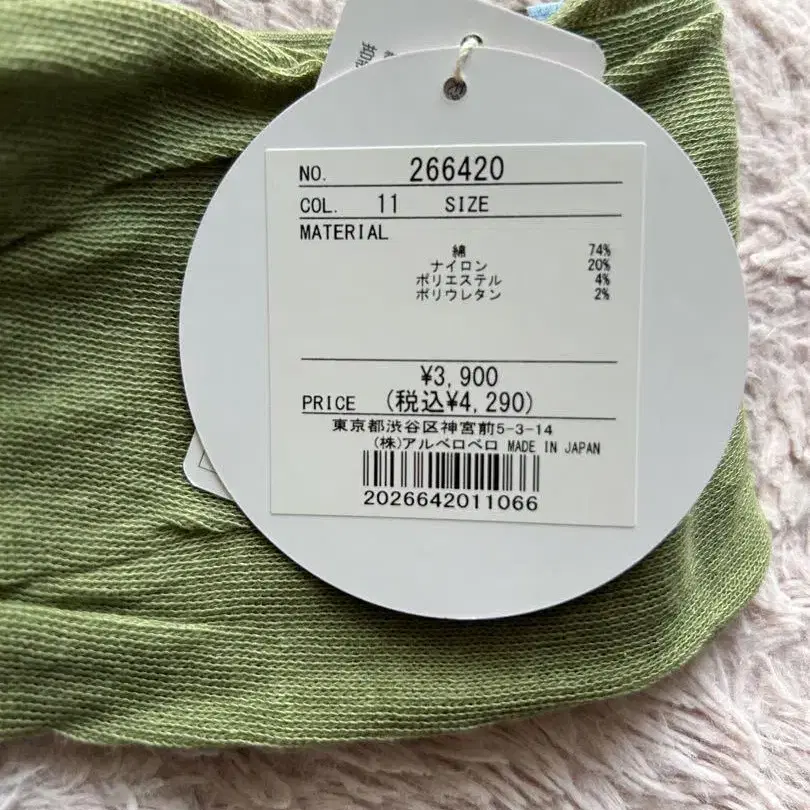 NO. 266420
COL. 11 SIZE
MATERIAL
綿 74%
ナイロン 20%
ポリエステル 4%
ポリウレタン 2%
¥3,900
PRICE (税込¥4,290)
東京都渋谷区神宮前5-3-14
(株)アルベロベロ MADE IN JAPAN
2026642011066